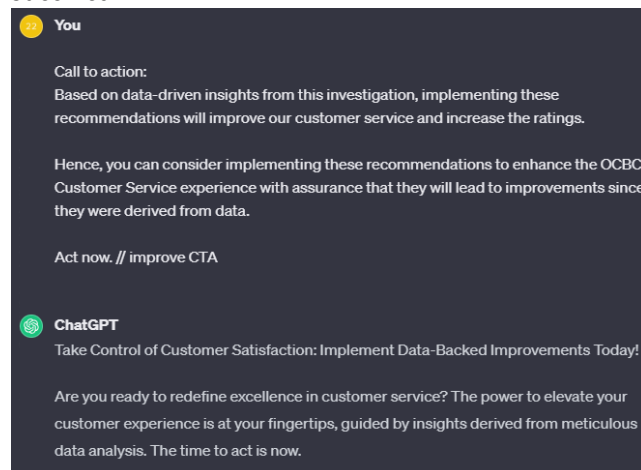 22 You
Call to action:
Based on data-driven insights from this investigation, implementing these
recommendations will improve our customer service and increase the ratings.
Hence, you can consider implementing these recommendations to enhance the OCBC
Customer Service experience with assurance that they will lead to improvements since
they were derived from data.
Act now. // improve CTA
ChatGPT
Take Control of Customer Satisfaction: Implement Data-Backed Improvements Today!
Are you ready to redefine excellence in customer service? The power to elevate your
customer experience is at your fingertips, guided by insights derived from meticulous
data analysis. The time to act is now.